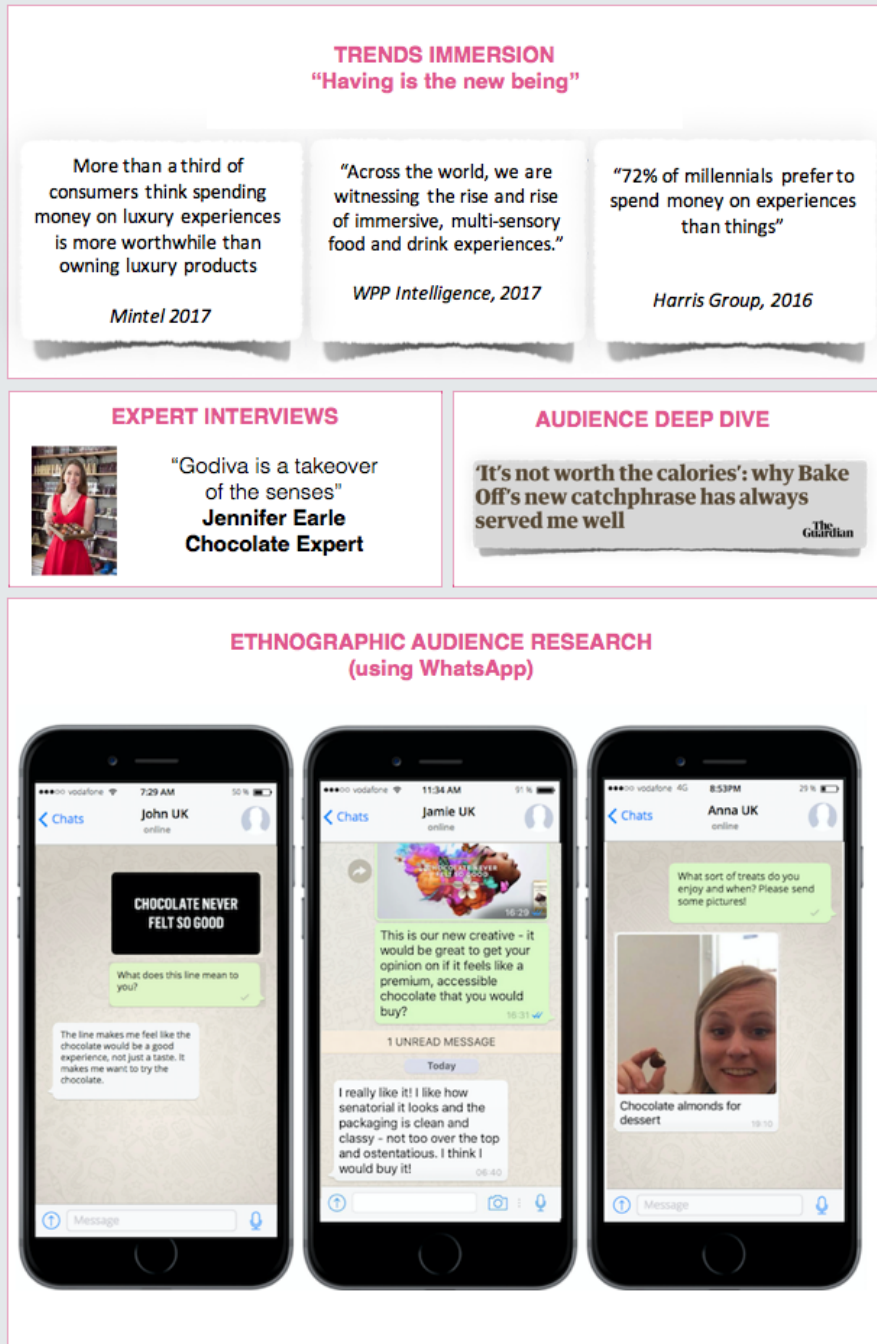 TRENDS IMMERSION
“Having is the new being”
More than a third of
consumers think spending
money on luxury experiences
is more worthwhile than
owning luxury products
Mintel 2017
“Across the world, we are
witnessing the rise and rise
of immersive, multi-sensory
food and drink experiences.”
WPP Intelligence, 2017
“72% of millennials prefer to
spend money on experiences
than things”
Harris Group, 2016
EXPERT INTERVIEWS
“Godiva is a takeover
of the senses”
Jennifer Earle
Chocolate Expert
AUDIENCE DEEP DIVE
‘It’s not worth the calories’: why Bake
Off’s new catchphrase has always
served me well
The
Guardian
ETHNOGRAPHIC AUDIENCE RESEARCH
(using WhatsApp)
vodafone 7:29 AM 50 %
Chats John UK
online
CHOCOLATE NEVER
FELT SO GOOD
What does this line mean to
you?
The line makes me feel like the
chocolate would be a good
experience, not just a taste. It
makes me want to try the
chocolate.
Message
vodafone 11:34 AM 91 %
Chats Jamie UK
online
CHOCOLATE NEVER
FELT SO GOOD
16:29
This is our new creative - it
would be great to get your
opinion on if it feels like a
premium, accessible
chocolate that you would
buy?
16:31
1 UNREAD MESSAGE
Today
I really like it! I like how
senatorial it looks and the
packaging is clean and
classy - not too over the top
and ostentatious. I think I
would buy it!
06:40
vodafone 4G 8:53PM 29 %
Chats Anna UK
online
What sort of treats do you
enjoy and when? Please send
some pictures!
Chocolate almonds for
dessert
19:10
Message